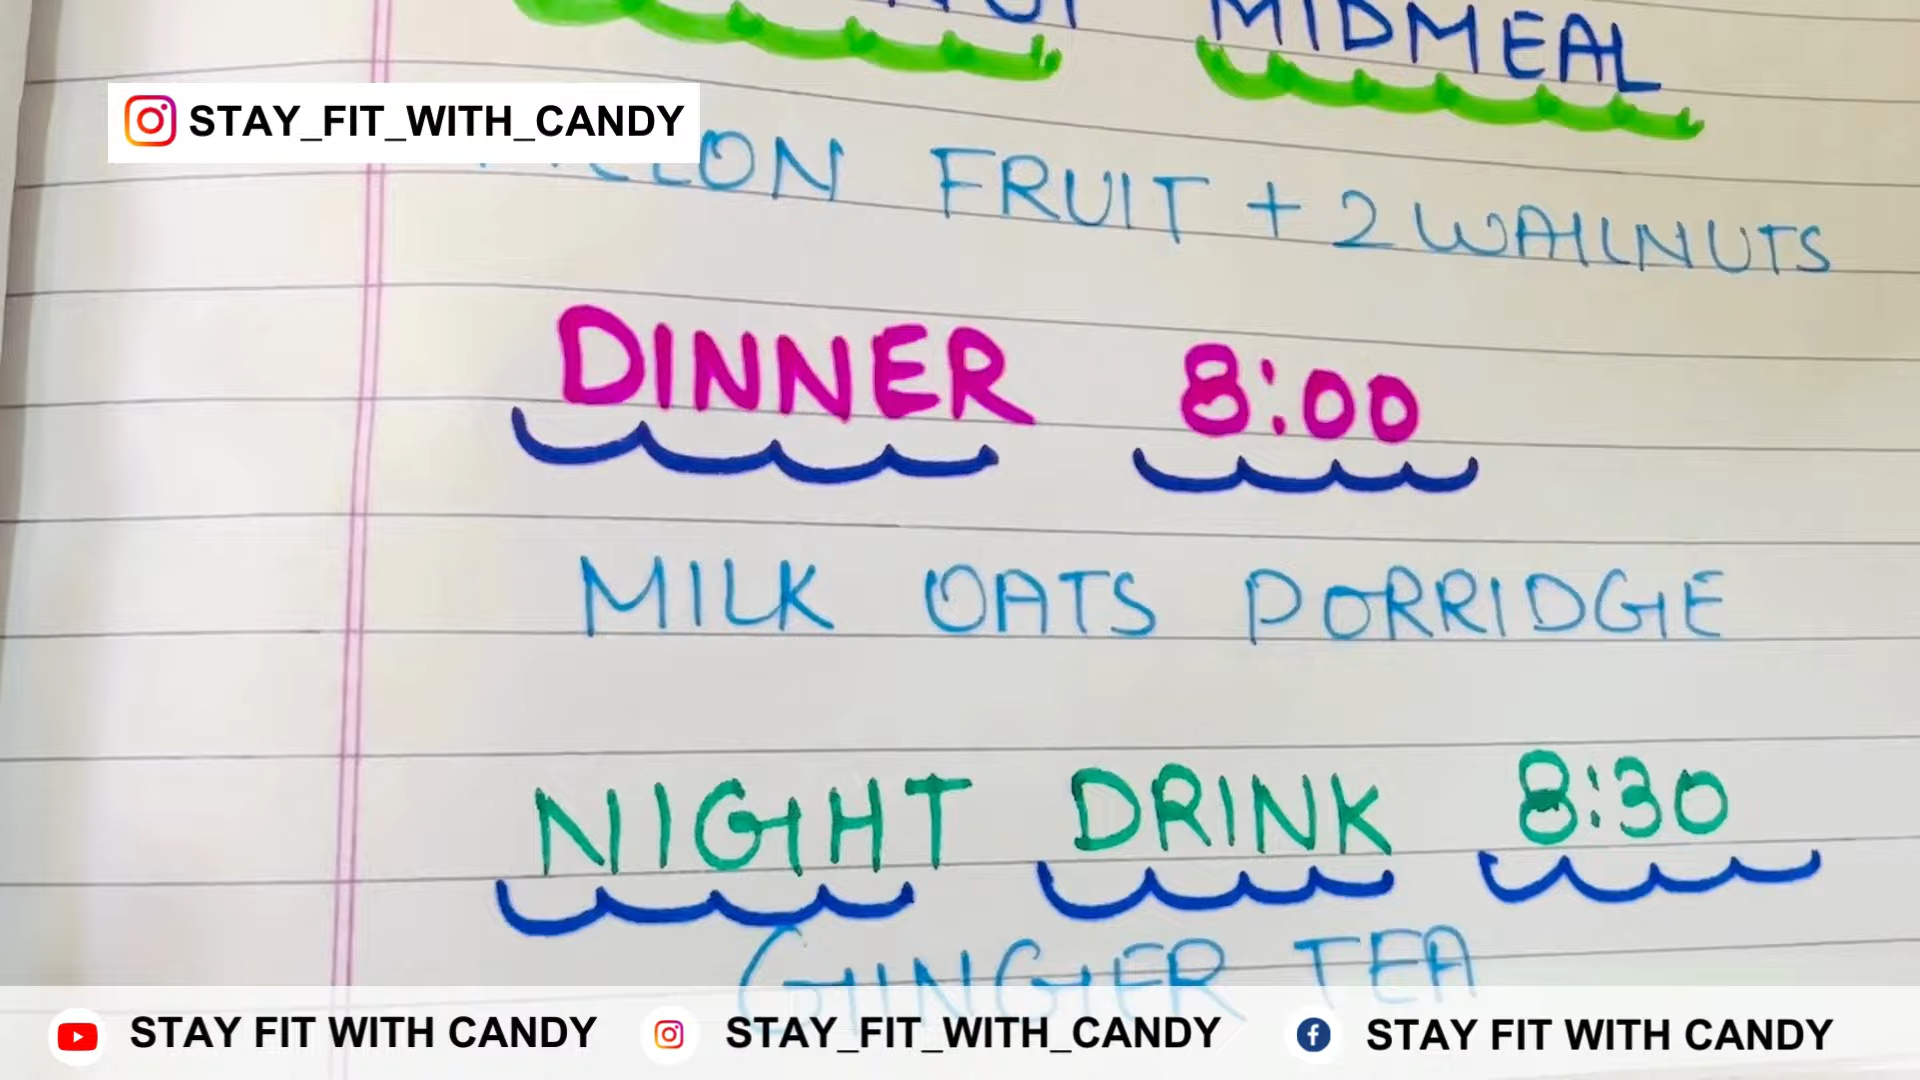 MIDMEAL
STAY_FIT_WITH_CANDY
FRUIT + 2 WALNUTS
DINNER 8:00
MILK OATS PORRIDGE
NIGHT DRINK 8:30
GINGER TEA
STAY FIT WITH CANDY STAY_FIT_WITH_CANDY STAY FIT WITH CANDY